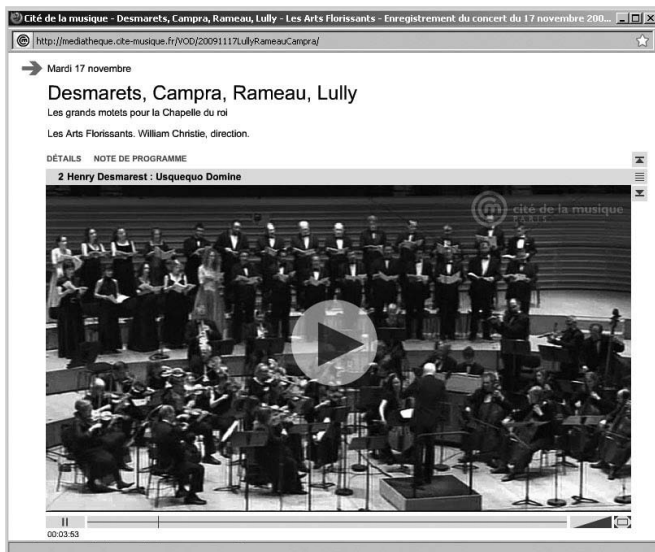 Cité de la musique - Desmarets, Campra, Rameau, Lully - Les Arts Florissants - Enregistrement du concert du 17 novembre 200...
http://mediatheque.cite-musique.fr/VOD/20091117LullyRameauCampra/
Mardi 17 novembre
Desmarets, Campra, Rameau, Lully
Les grands motets pour la Chapelle du roi
Les Arts Florissants. William Christie, direction.
DÉTAILS NOTE DE PROGRAMME
2 Henry Desmarest : Usquequo Domine
cité de la musique
PARIS
00:03:53